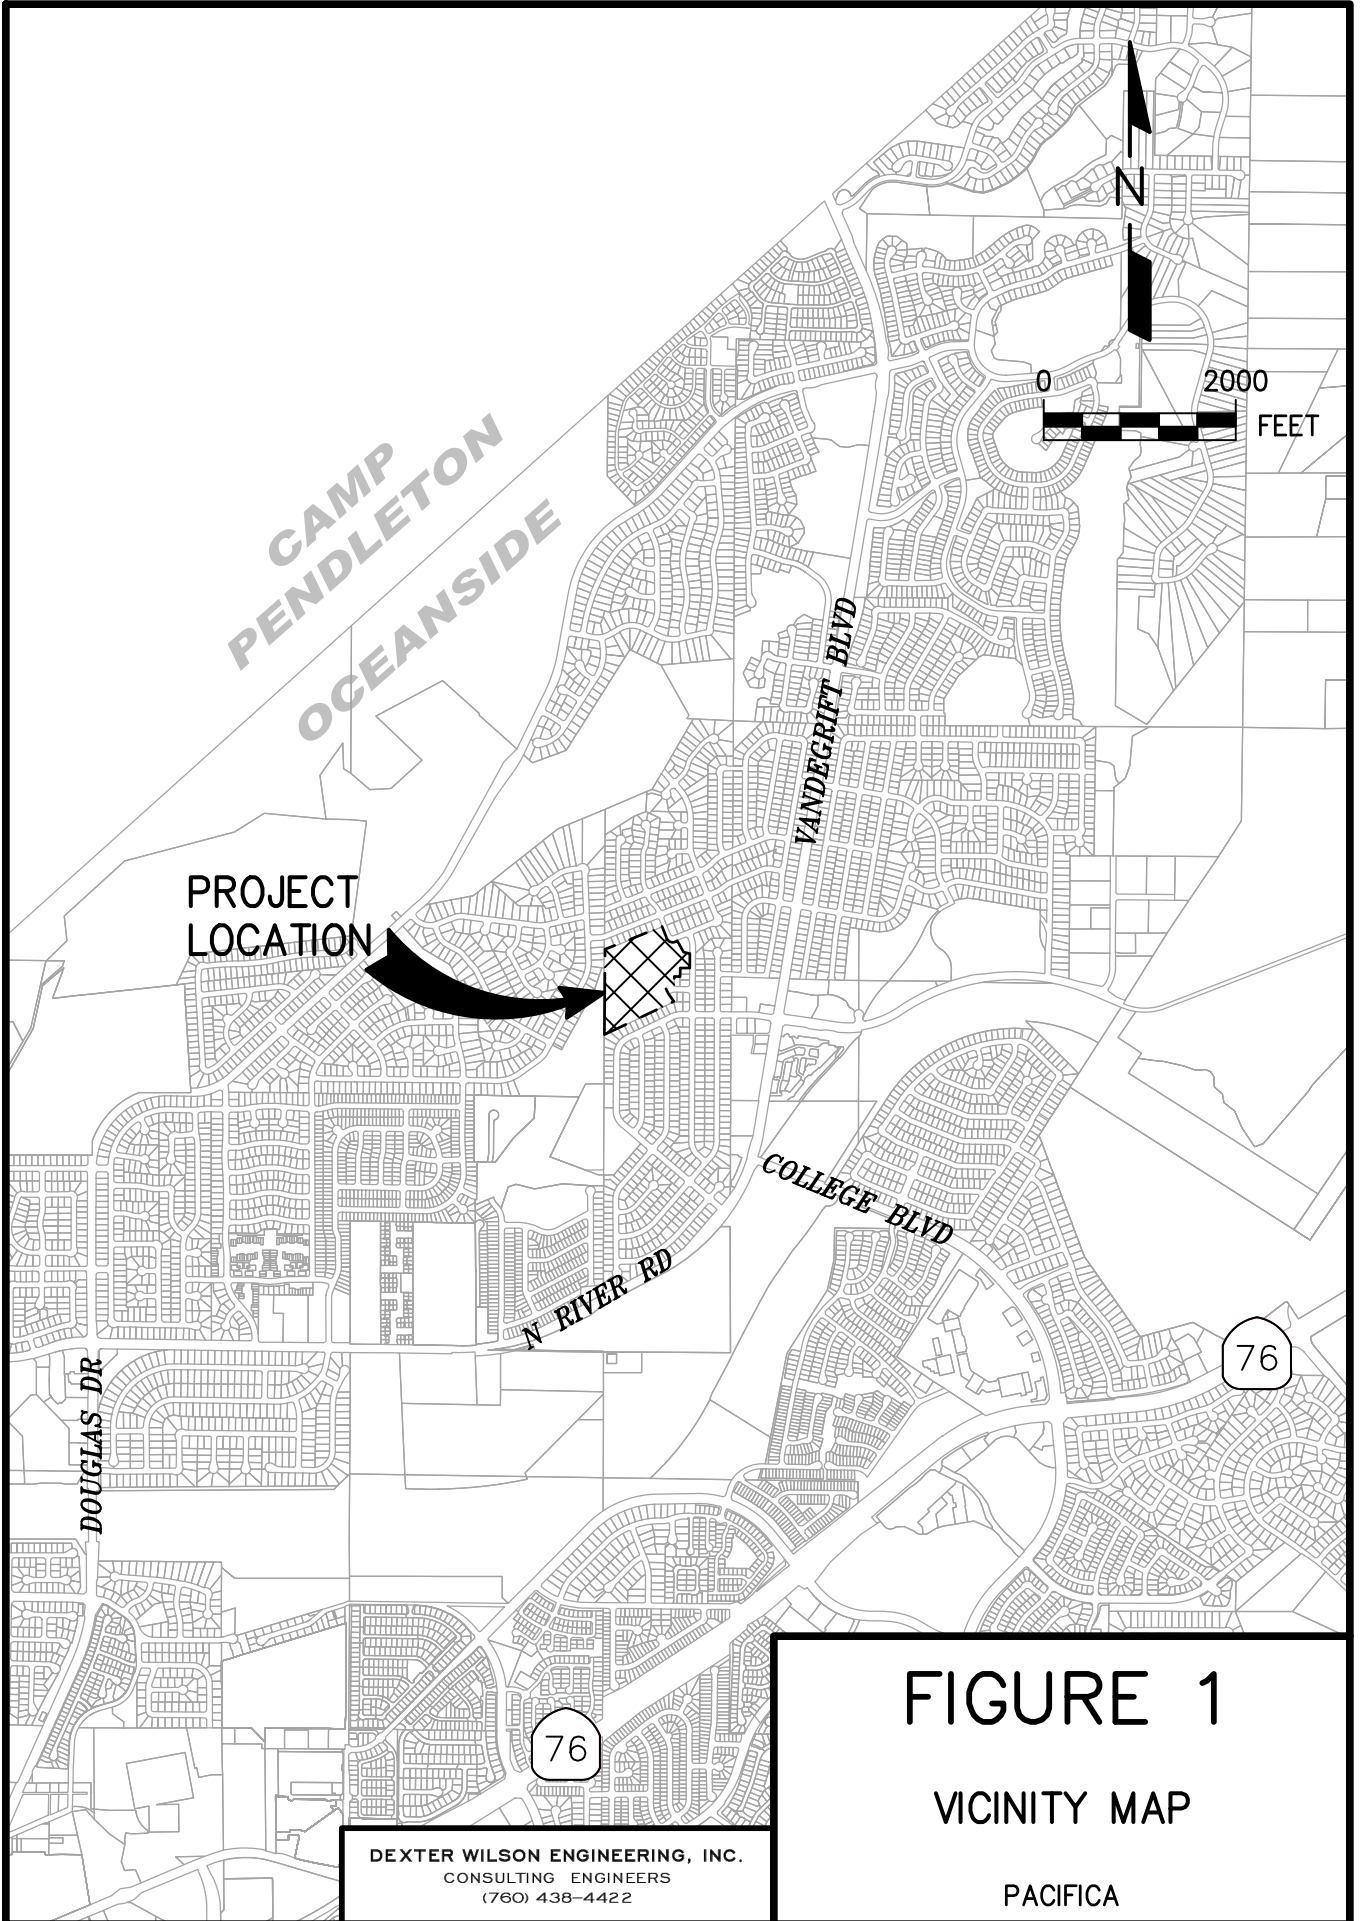 N
0 2000
FEET
CAMP
PENDLETON
OCEANSIDE
VANDEGRIFT BLVD
PROJECT
LOCATION
COLLEGE BLVD
N RIVER RD
76
DOUGLAS DR
76
FIGURE 1
VICINITY MAP
PACIFICA
DEXTER WILSON ENGINEERING, INC.
CONSULTING ENGINEERS
(760) 438-4422